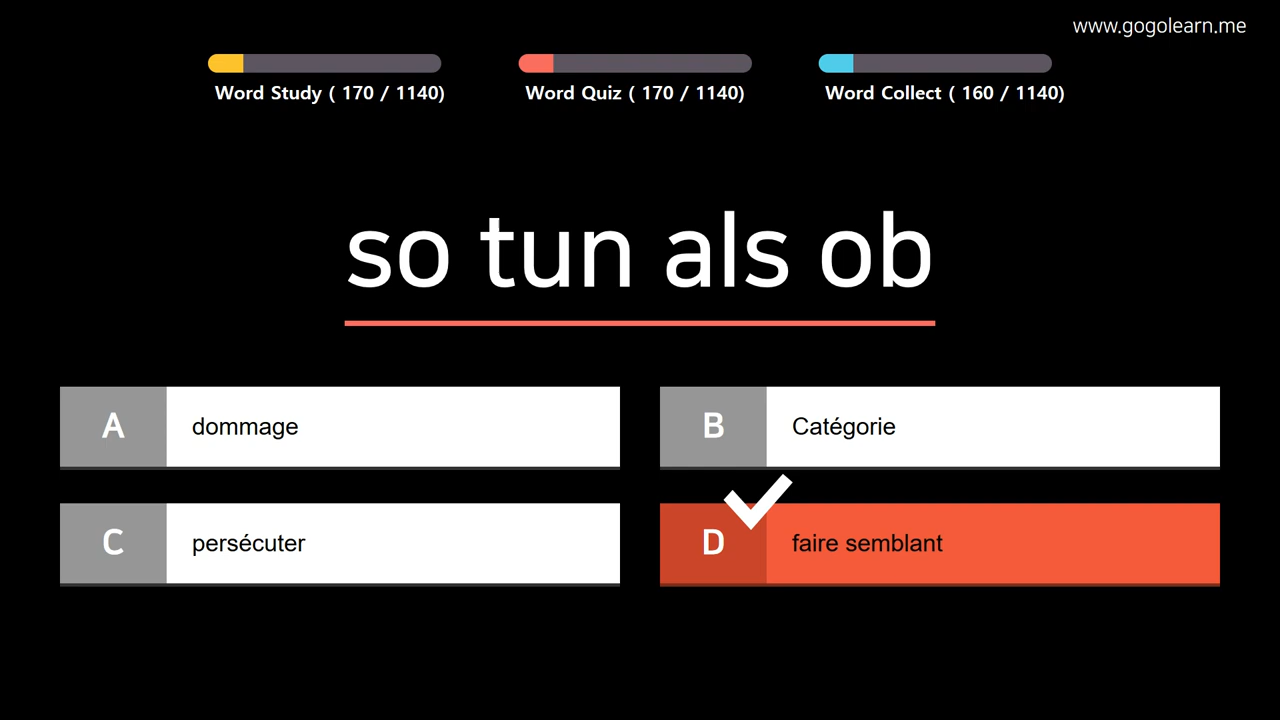 www.gogolearn.me
Word Study ( 170 / 1140)
Word Quiz ( 170 / 1140)
Word Collect ( 160 / 1140)
so tun als ob
A dommage
B Catégorie
C persécuter
D faire semblant